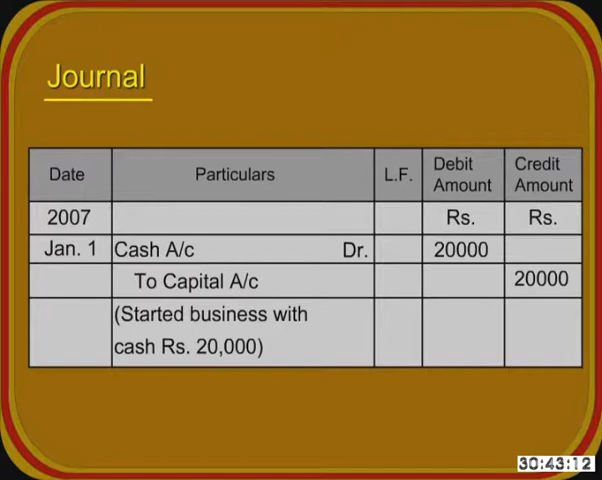 Journal
Date Particulars L.F. Debit Amount Credit Amount
2007 Rs. Rs.
Jan. 1 Cash A/c Dr. 20000
To Capital A/c 20000
(Started business with
cash Rs. 20,000)
30:43:12